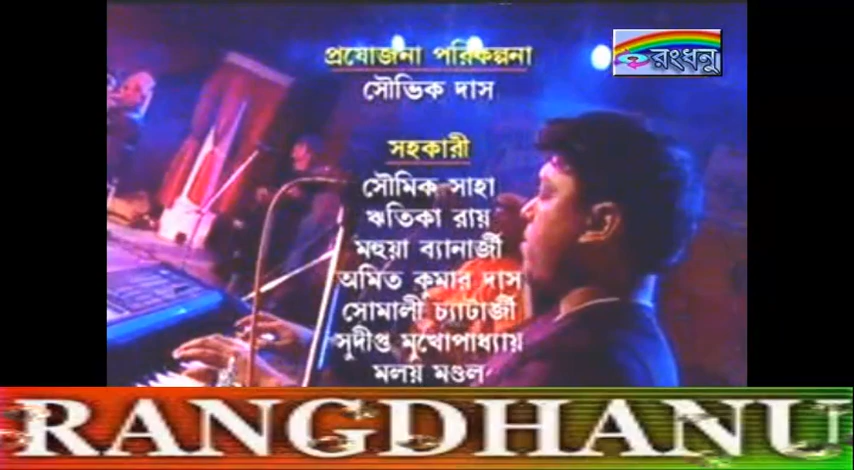 রংধনু
প্রযোজনা পরিকল্পনা
সৌভিক দাস
সহকারী
সৌমিক সাহা
ঋতিকা রায়
মহুয়া ব্যানার্জী
অমিত কুমার দাস
সোমালী চ্যাটার্জী
সুদীপ্ত মুখোপাধ্যায়
মলয় মণ্ডল
RANGDHANU